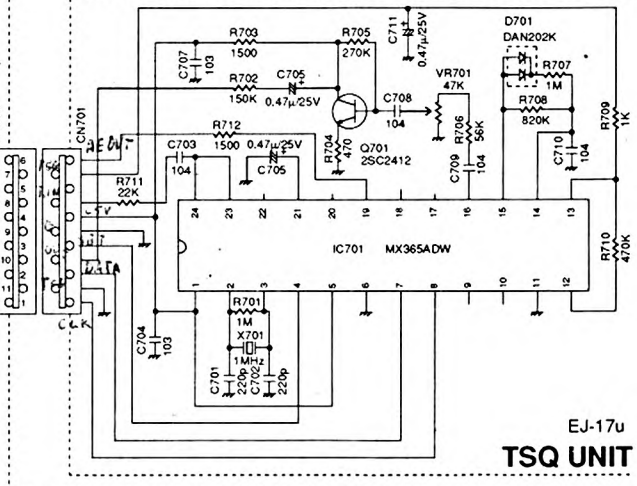 D701
DAN202K
R703
1500
C707
103
R705
270K
C711
0.47μ/25V
R702
150K
C705
0.47μ/25V
VR701
47K
R707
1M
R708
820K
R709
1K
CN701
C708
104
R706
56K
R712
1500
0.47μ/25V
C705
C703
104
R704
470
Q701
2SC2412
C709
104
C710
104
R711
22K
6
7
5
8
4
9
3
10
2
11
1
+5V
DATA
CLK
24 23 22 21 20 19 18 17 16 15 14 13
IC701 MX365ADW
R710
470K
1 2 3 4 5 6 7 8 9 10 11 12
R701
1M
X701
1MHz
C704
103
C701
220p
C702
220p
EJ-17u
TSQ UNIT